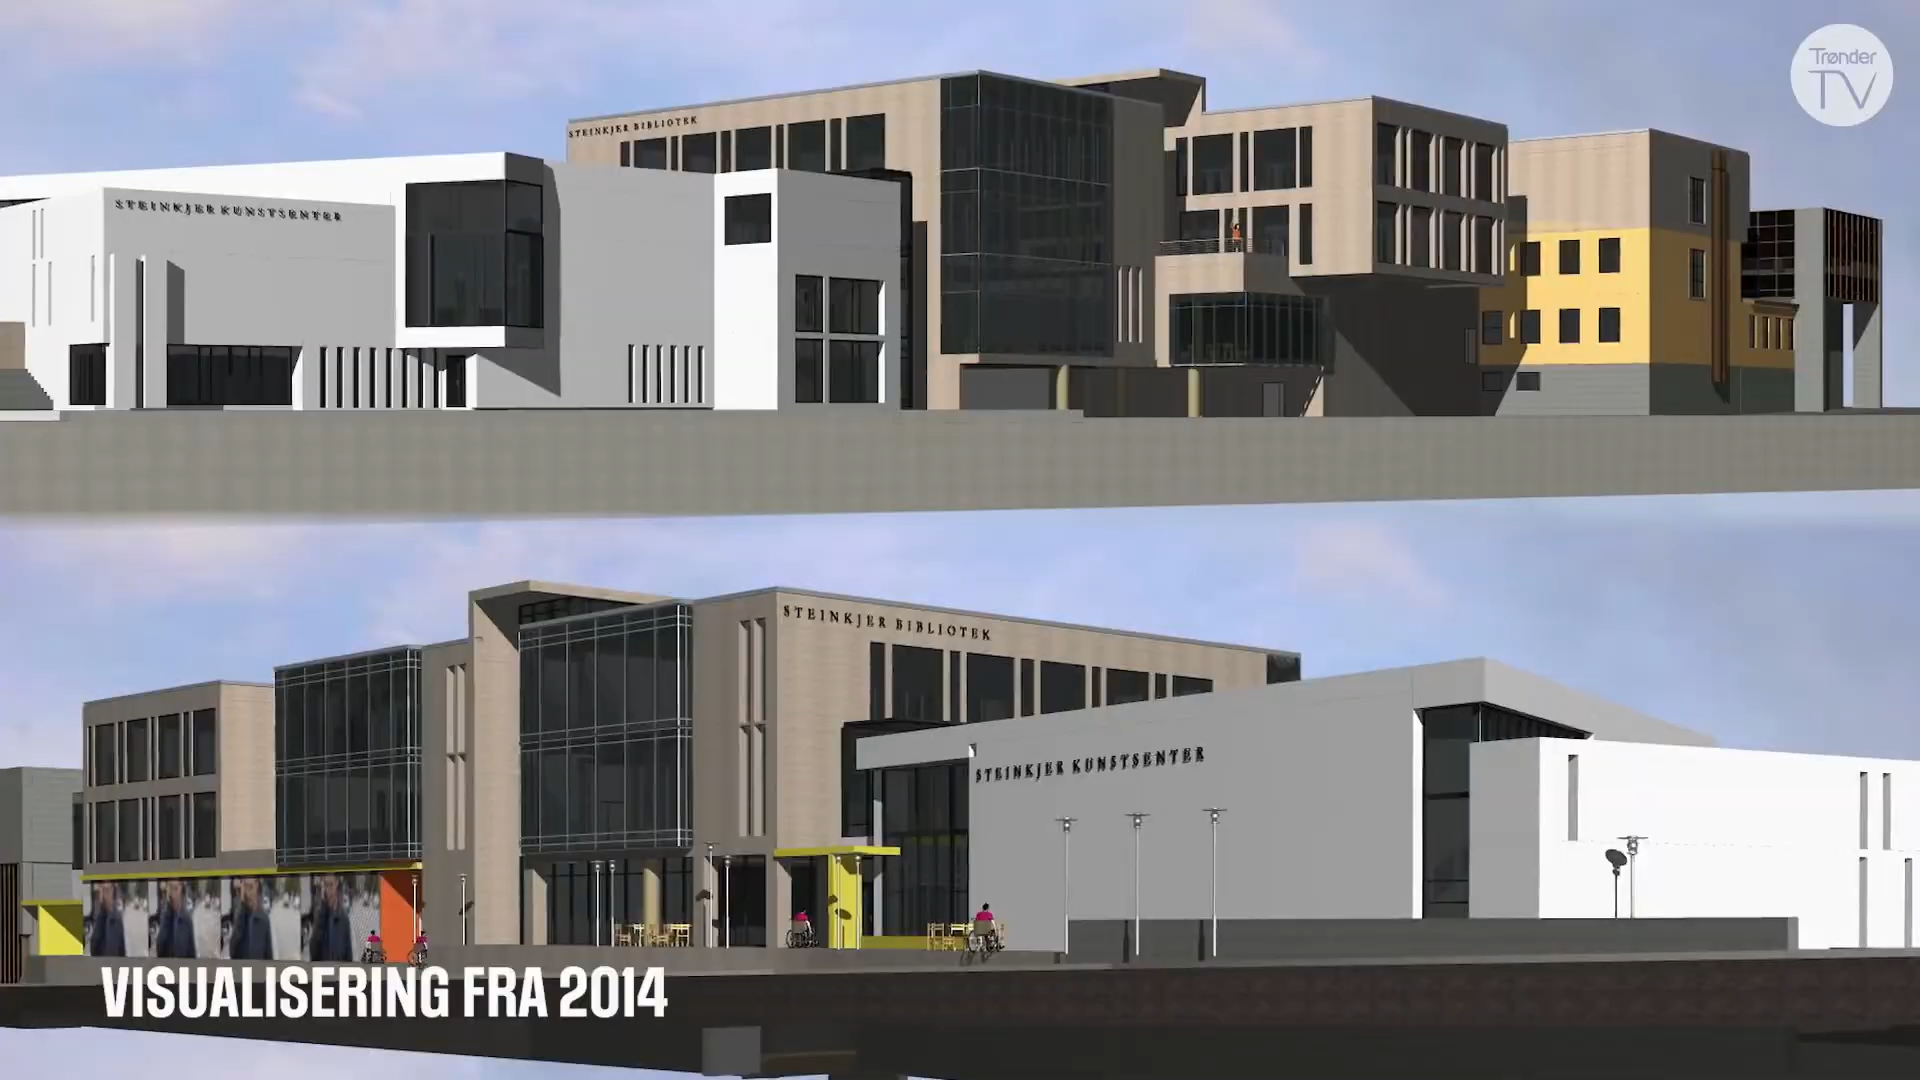 Trønder
TV
STEINKJER BIBLIOTEK
STEINKJER KUNSTSENTER
STEINKJER BIBLIOTEK
STEINKJER KUNSTSENTER
VISUALISERING FRA 2014